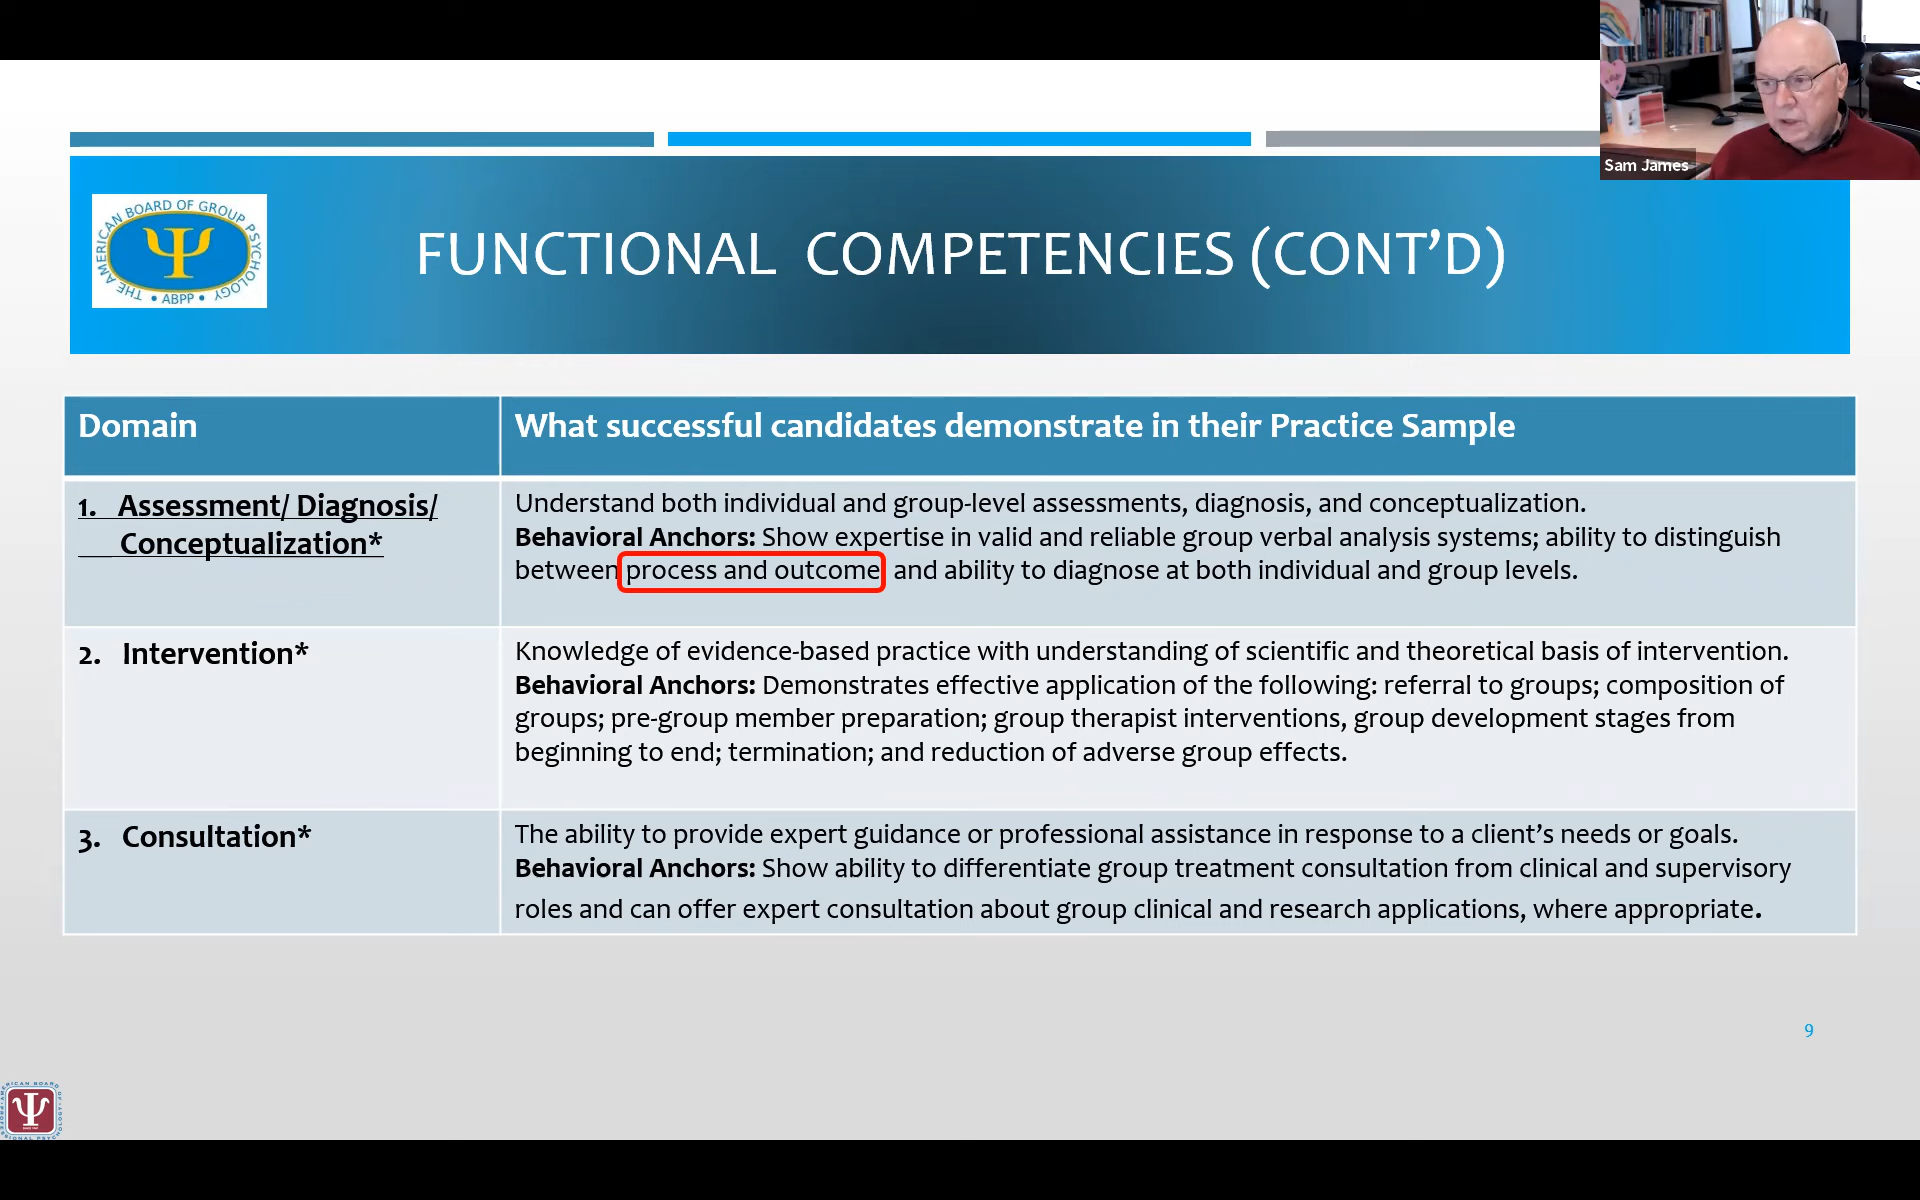 Sam James
THE AMERICAN BOARD OF GROUP PSYCHOLOGY
• ABPP •
FUNCTIONAL COMPETENCIES (CONT’D)
Domain
What successful candidates demonstrate in their Practice Sample
1. Assessment/ Diagnosis/
Conceptualization*
Understand both individual and group-level assessments, diagnosis, and conceptualization.
Behavioral Anchors: Show expertise in valid and reliable group verbal analysis systems; ability to distinguish
between process and outcome and ability to diagnose at both individual and group levels.
2. Intervention*
Knowledge of evidence-based practice with understanding of scientific and theoretical basis of intervention.
Behavioral Anchors: Demonstrates effective application of the following: referral to groups; composition of
groups; pre-group member preparation; group therapist interventions, group development stages from
beginning to end; termination; and reduction of adverse group effects.
3. Consultation*
The ability to provide expert guidance or professional assistance in response to a client’s needs or goals.
Behavioral Anchors: Show ability to differentiate group treatment consultation from clinical and supervisory
roles and can offer expert consultation about group clinical and research applications, where appropriate.
9
AMERICAN BOARD OF PROFESSIONAL PSYCHOLOGY